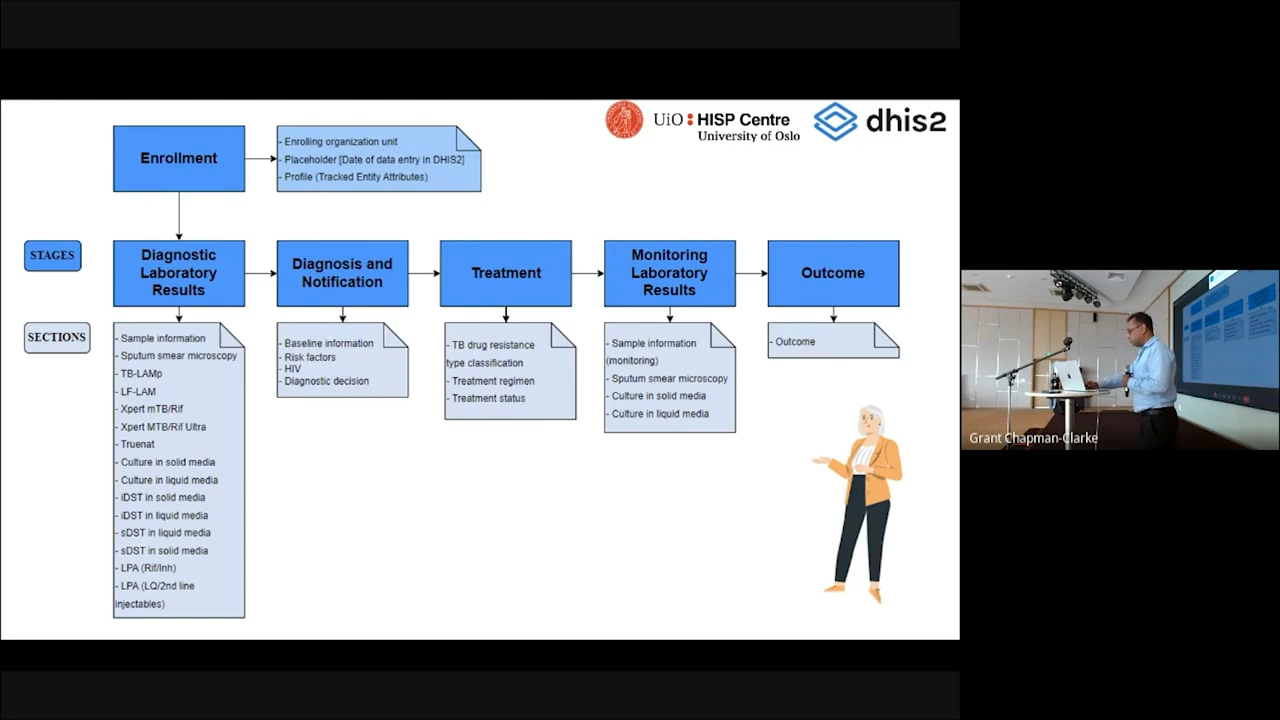 UiO : HISP Centre
University of Oslo
dhis2
Enrollment
- Enrolling organization unit
- Placeholder [Date of data entry in DHIS2]
- Profile (Tracked Entity Attributes)
STAGES
Diagnostic
Laboratory
Results
Diagnosis and
Notification
Treatment
Monitoring
Laboratory
Results
Outcome
SECTIONS
- Sample information
- Sputum smear microscopy
- TB-LAMp
- LF-LAM
- Xpert mTB/Rif
- Xpert MTB/Rif Ultra
- Truenat
- Culture in solid media
- Culture in liquid media
- iDST in solid media
- iDST in liquid media
- sDST in liquid media
- sDST in solid media
- LPA (Rif/Inh)
- LPA (LQ/2nd line
injectables)
- Baseline information
- Risk factors
- HIV
- Diagnostic decision
- TB drug resistance
type classification
- Treatment regimen
- Treatment status
- Sample information
(monitoring)
- Sputum smear microscopy
- Culture in solid media
- Culture in liquid media
- Outcome
Grant Chapman-Clarke